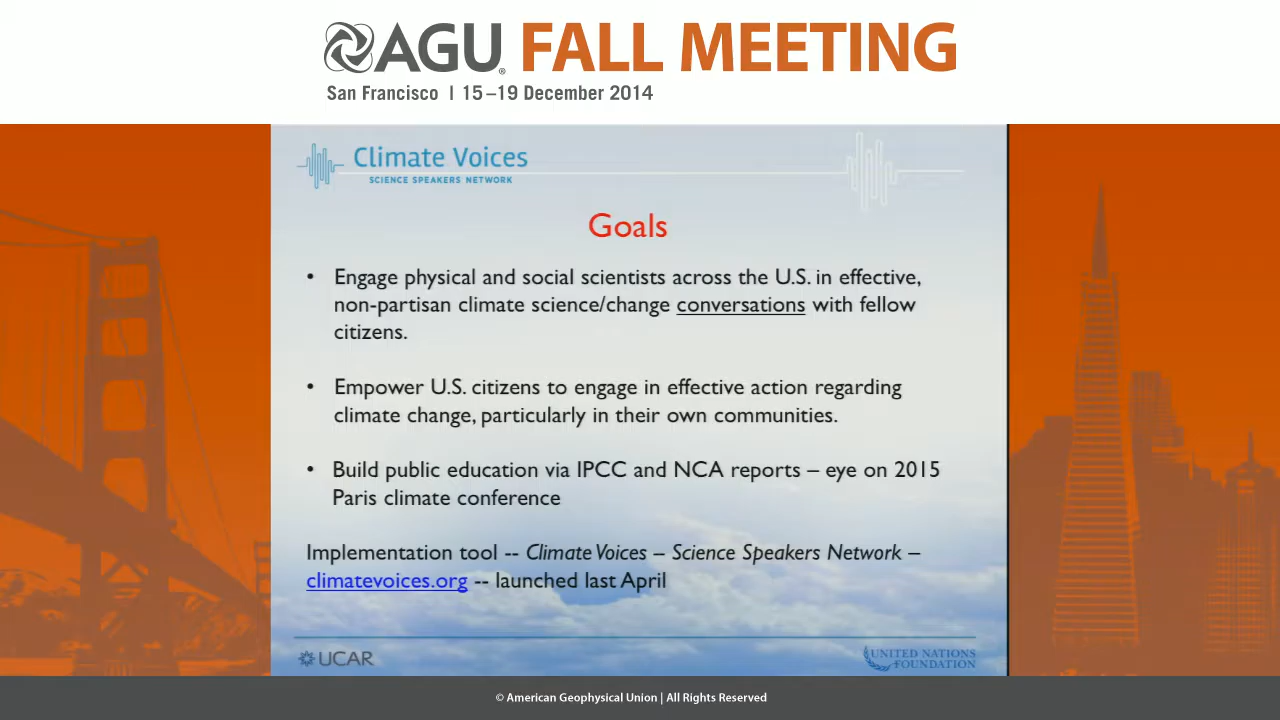 AGU® FALL MEETING
San Francisco | 15–19 December 2014
Climate Voices
SCIENCE SPEAKERS NETWORK
Goals
• Engage physical and social scientists across the U.S. in effective,
non-partisan climate science/change conversations with fellow
citizens.
• Empower U.S. citizens to engage in effective action regarding
climate change, particularly in their own communities.
• Build public education via IPCC and NCA reports – eye on 2015
Paris climate conference
Implementation tool -- Climate Voices – Science Speakers Network –
climatevoices.org -- launched last April
UCAR
UNITED NATIONS
FOUNDATION
© American Geophysical Union | All Rights Reserved